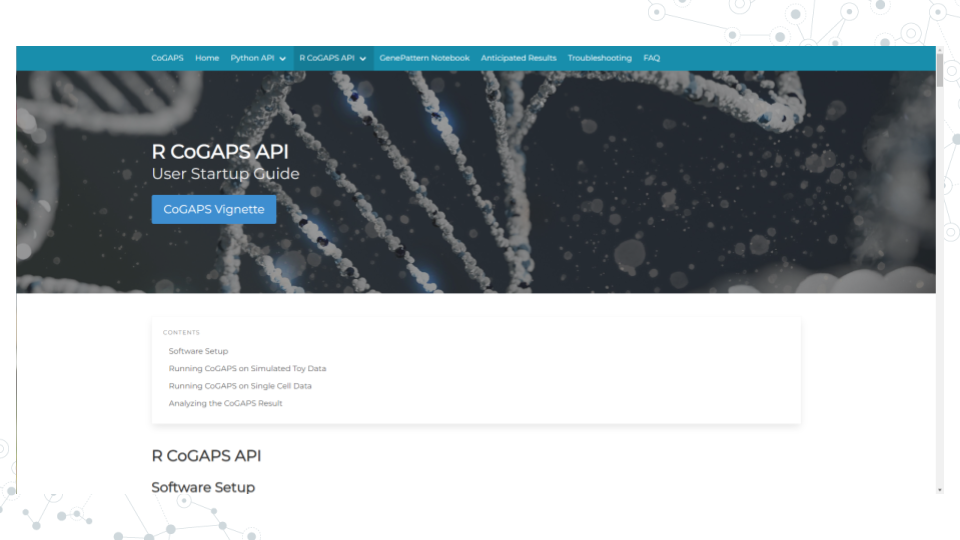 CoGAPS Home Python API R CoGAPS API GenePattern Notebook Anticipated Results Troubleshooting FAQ
R CoGAPS API
User Startup Guide
CoGAPS Vignette
CONTENTS
Software Setup
Running CoGAPS on Simulated Toy Data
Running CoGAPS on Single Cell Data
Analyzing the CoGAPS Result
R CoGAPS API
Software Setup